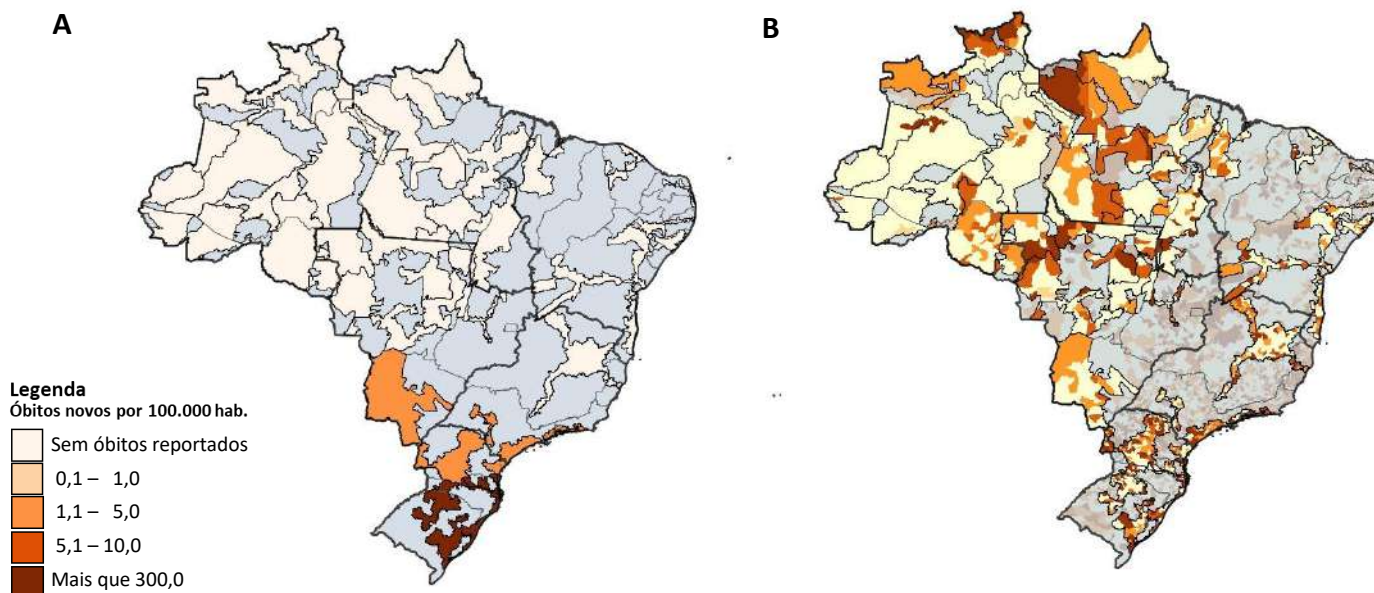 A
B
Legenda
Óbitos novos por 100.000 hab.
Sem óbitos reportados
0,1 – 1,0
1,1 – 5,0
5,1 – 10,0
Mais que 300,0